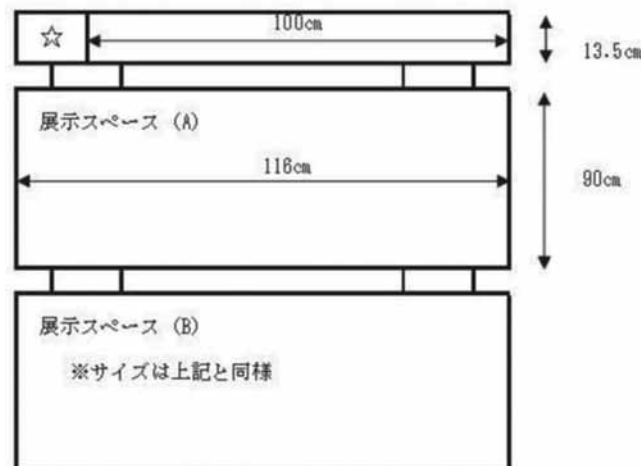 ☆
100cm
13.5cm
展示スペース (A)
116cm
90cm
展示スペース (B)
※サイズは上記と同様